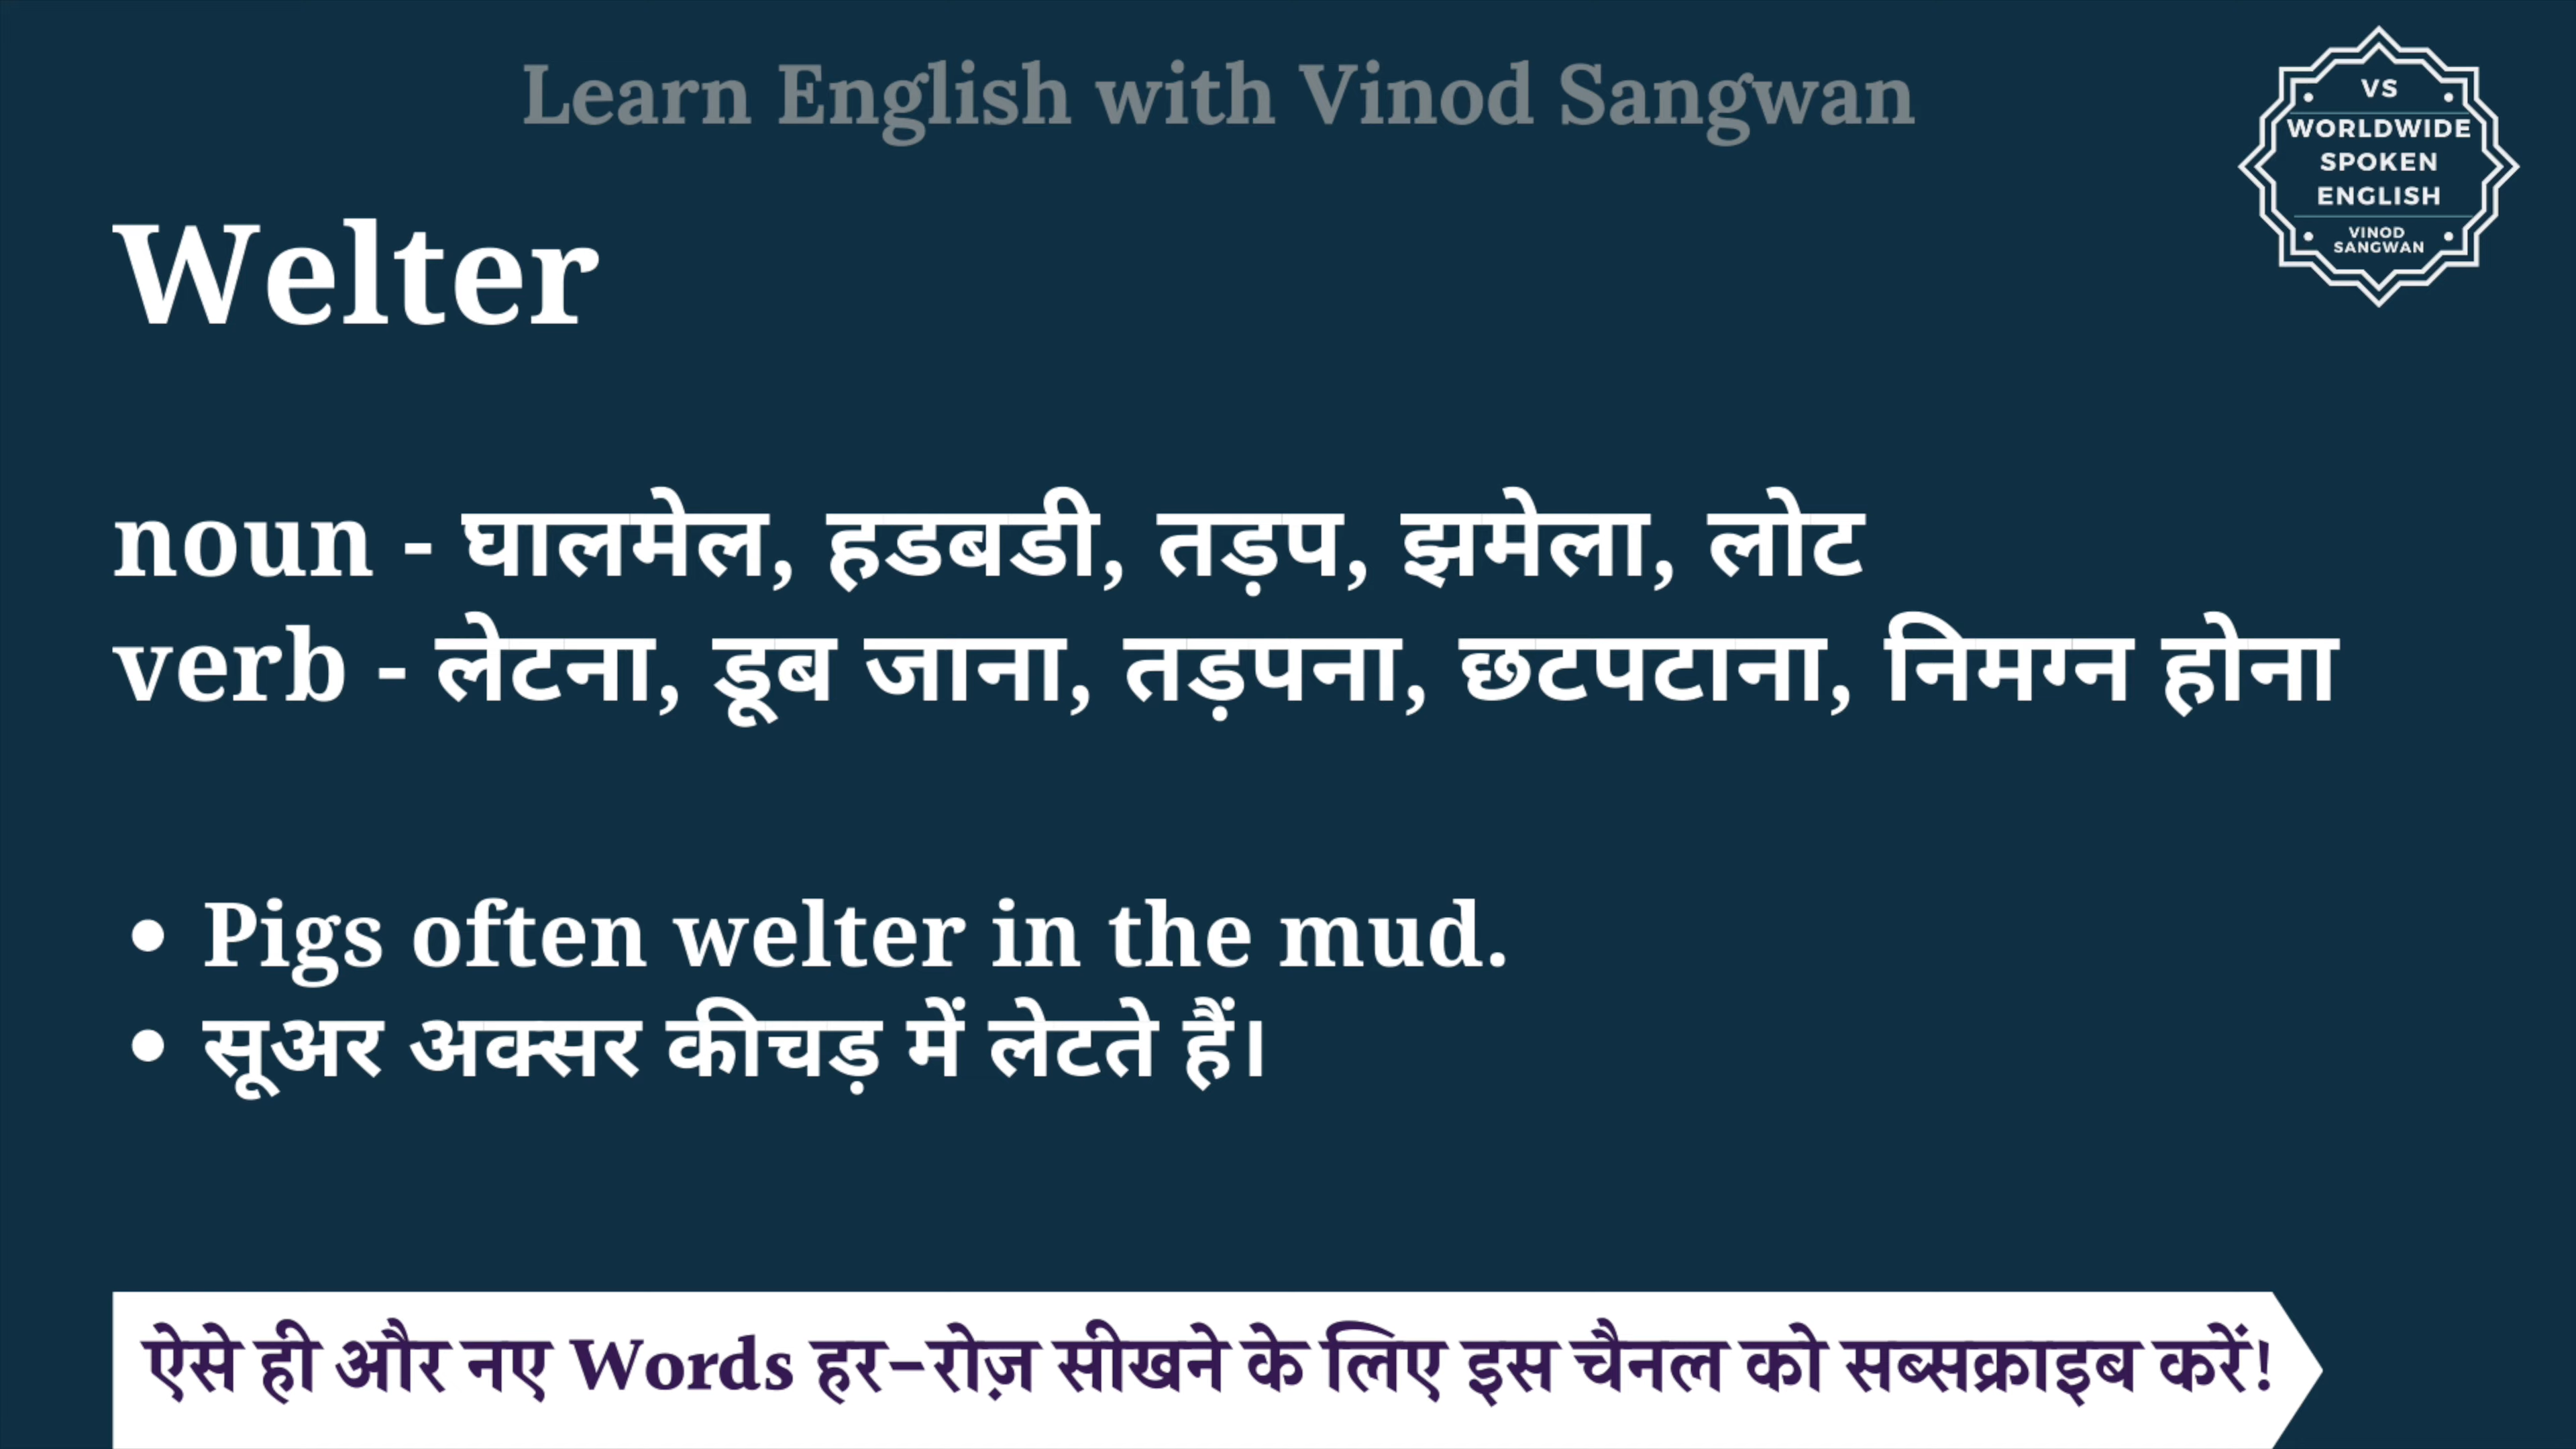 Learn English with Vinod Sangwan
VS
WORLDWIDE
SPOKEN
ENGLISH
VINOD
SANGWAN
Welter
noun - घालमेल, हडबडी, तड़प, झमेला, लोट
verb - लेटना, डूब जाना, तड़पना, छटपटाना, निमग्न होना
• Pigs often welter in the mud.
• सूअर अक्सर कीचड़ में लेटते हैं।
ऐसे ही और नए Words हर-रोज़ सीखने के लिए इस चैनल को सब्सक्राइब करें!